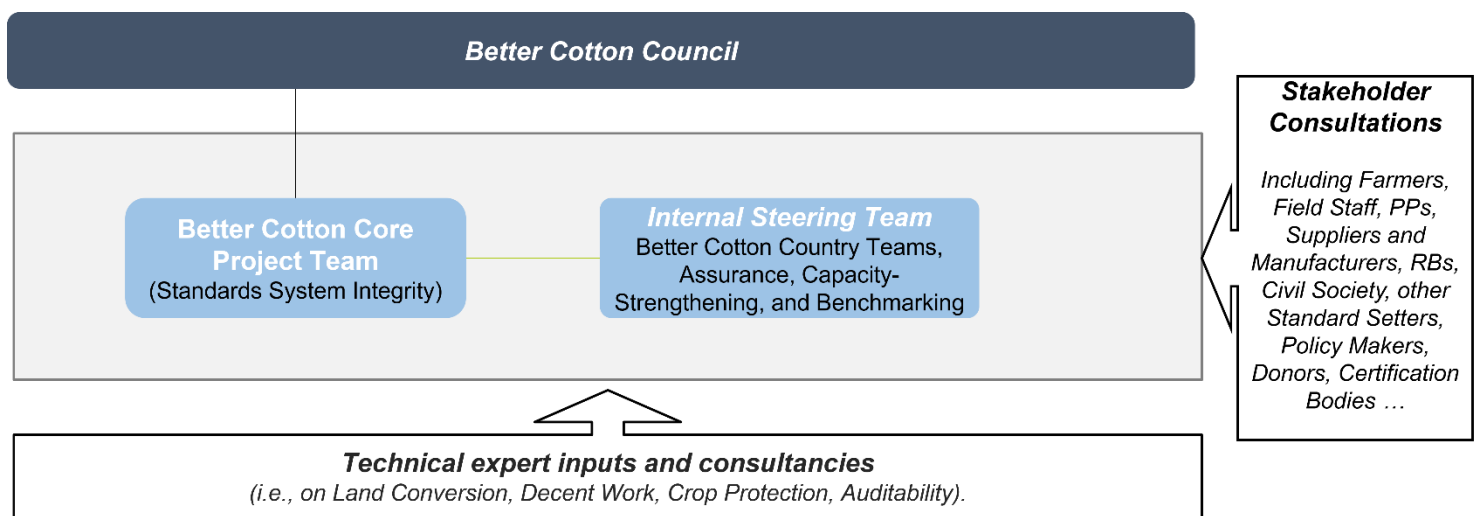 Better Cotton Council
Better Cotton Core
Project Team
(Standards System Integrity)
Internal Steering Team
Better Cotton Country Teams,
Assurance, Capacity-
Strengthening, and Benchmarking
Stakeholder
Consultations
Including Farmers,
Field Staff, PPs,
Suppliers and
Manufacturers, RBs,
Civil Society, other
Standard Setters,
Policy Makers,
Donors, Certification
Bodies …
Technical expert inputs and consultancies
(i.e., on Land Conversion, Decent Work, Crop Protection, Auditability).